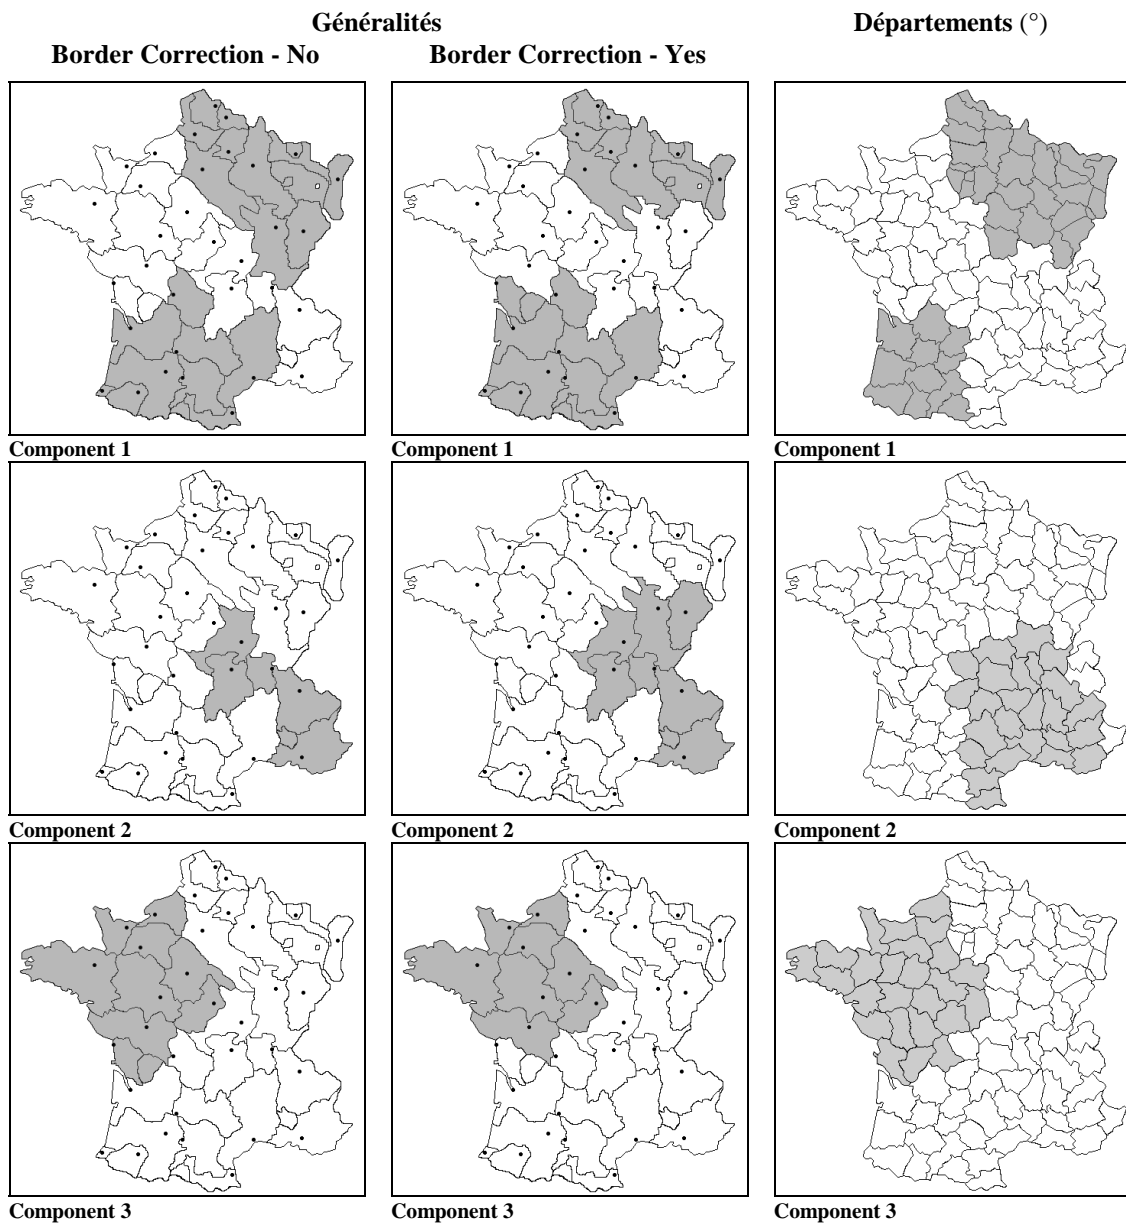 Généralités Départements (°)
Border Correction - No Border Correction - Yes
Component 1 Component 1 Component 1
Component 2 Component 2 Component 2
Component 3 Component 3 Component 3